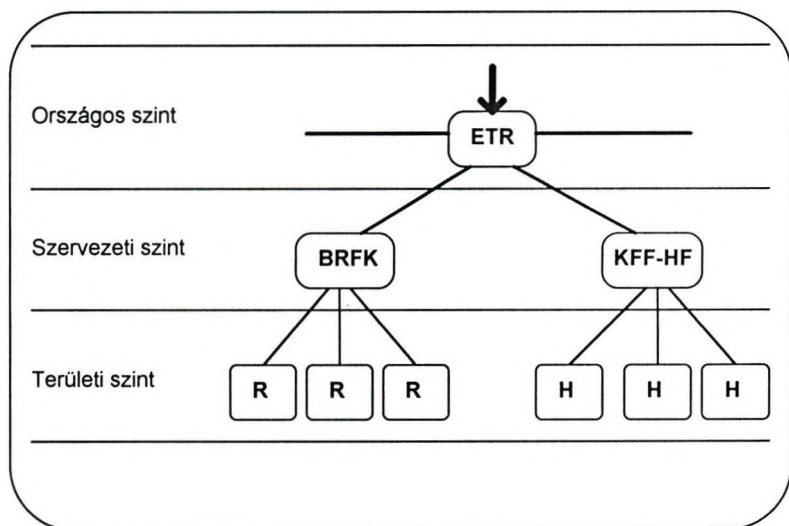 Országos szint
ETR
Szervezeti szint
BRFK
KFF-HF
Területi szint
R
R
R
H
H
H